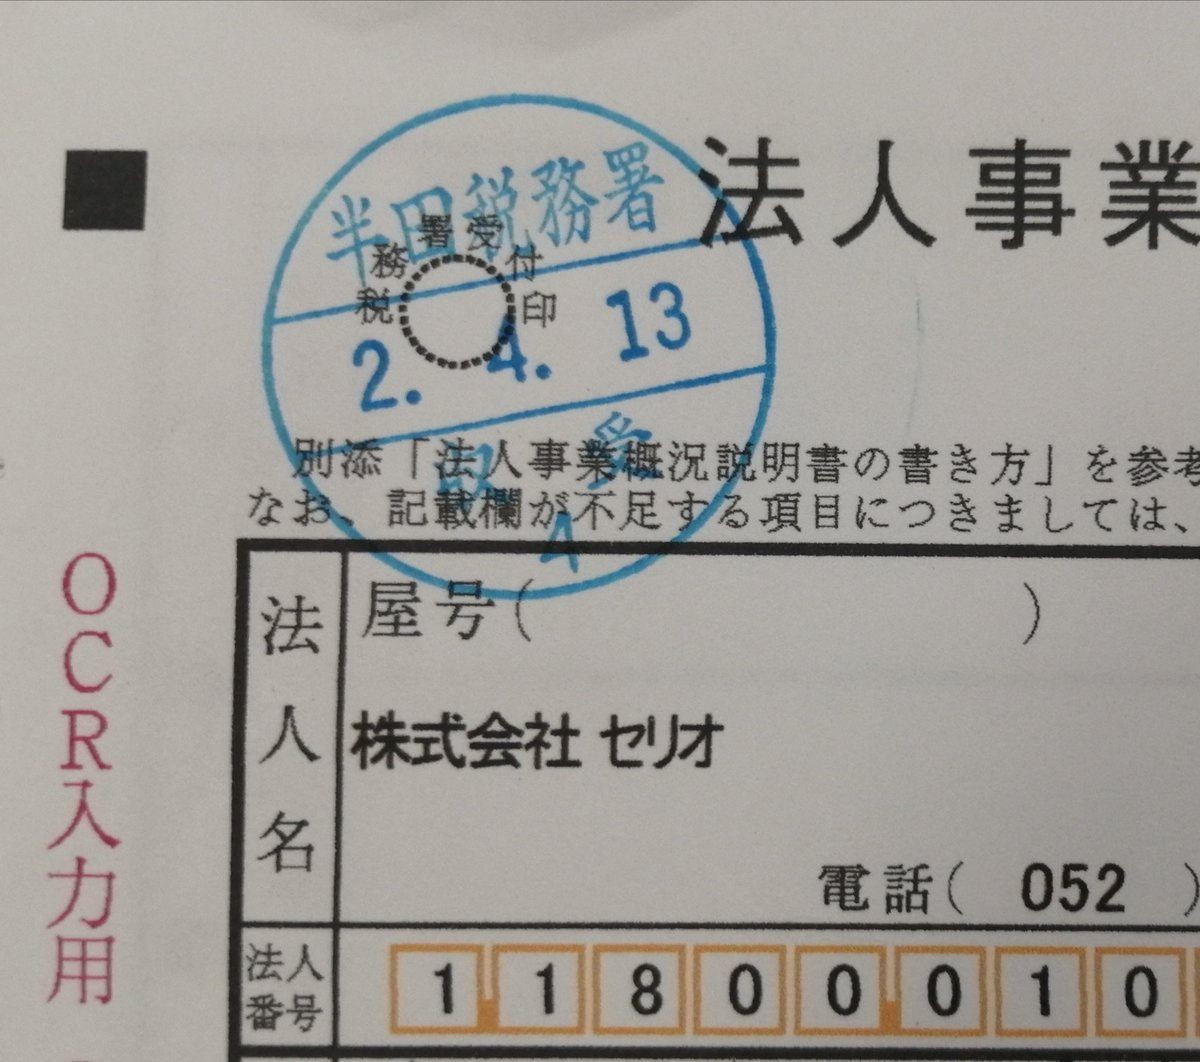 法人事業
半田税務署
税務署受付印
2. 4. 13
収 受
4
別添「法人事業概況説明書の書き方」を参考
なお、記載欄が不足する項目につきましては、
OCR入力用
法人名
屋号( )
株式会社 セリオ
電話( 052 )
法人番号
1 1 8 0 0 0 1 0